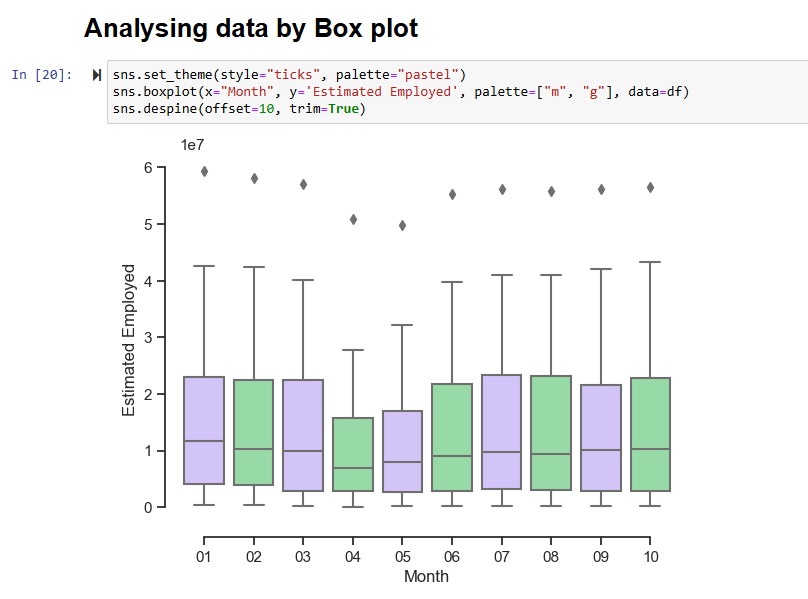 Analysing data by Box plot
In [20]:
sns.set_theme(style="ticks", palette="pastel")
sns.boxplot(x="Month", y='Estimated Employed', palette=["m", "g"], data=df)
sns.despine(offset=10, trim=True)
1e7
6
5
4
3
2
1
0
Estimated Employed
01 02 03 04 05 06 07 08 09 10
Month